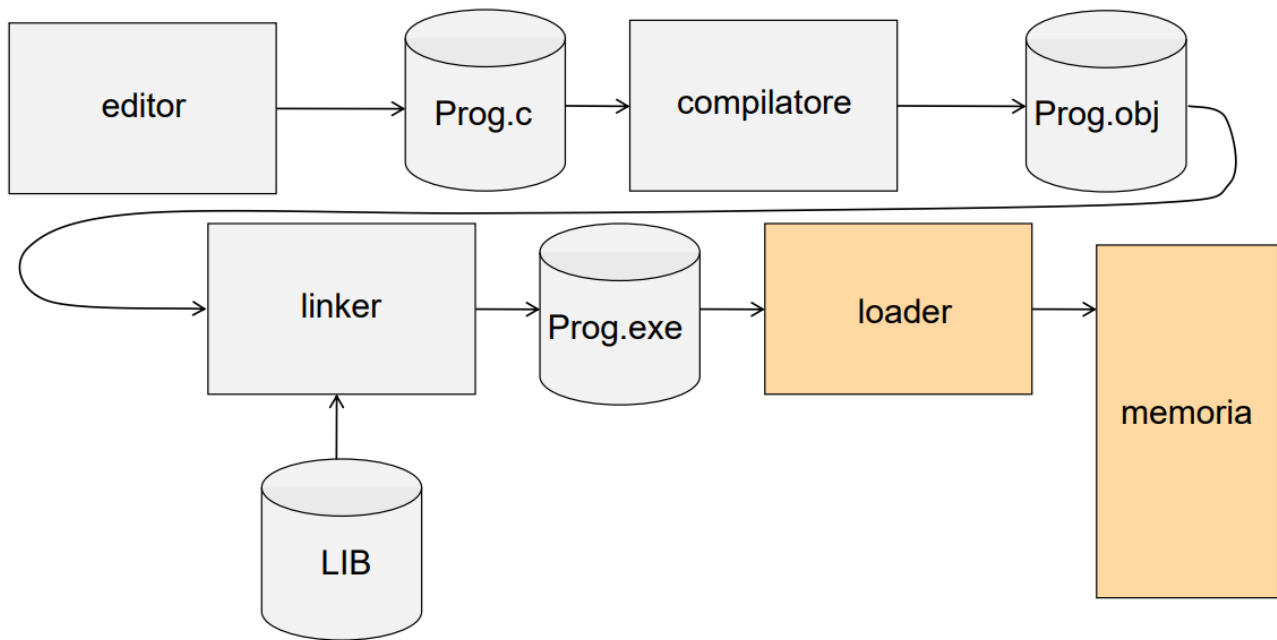 editor
Prog.c
compilatore
Prog.obj
linker
Prog.exe
loader
memoria
LIB